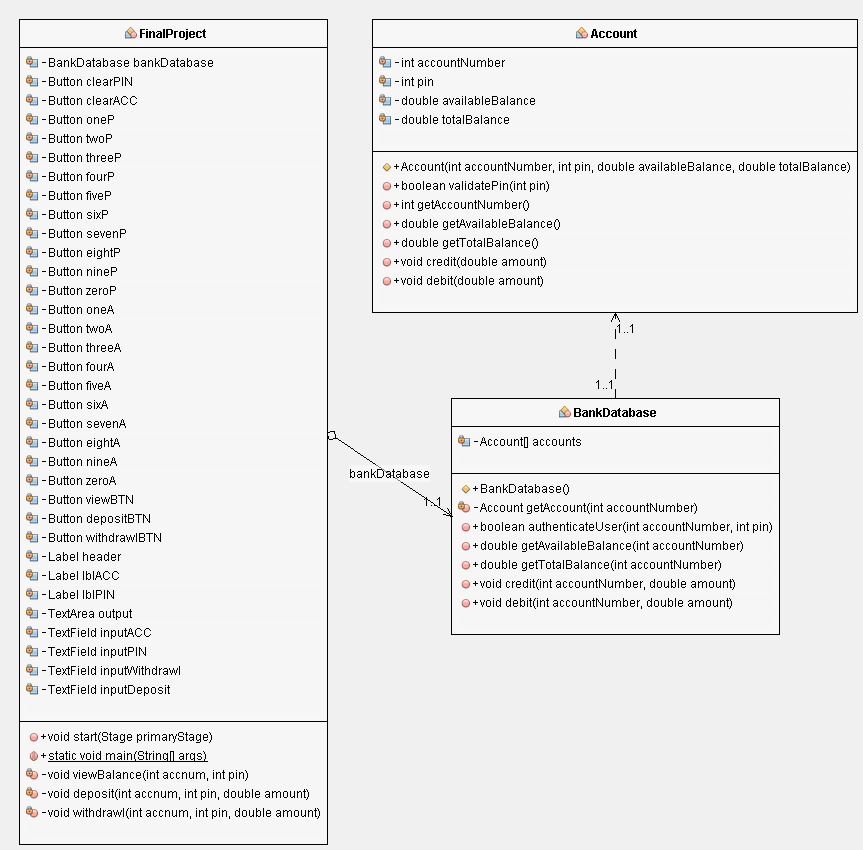 FinalProject
- BankDatabase bankDatabase
- Button clearPIN
- Button clearACC
- Button oneP
- Button twoP
- Button threeP
- Button fourP
- Button fiveP
- Button sixP
- Button sevenP
- Button eightP
- Button nineP
- Button zeroP
- Button oneA
- Button twoA
- Button threeA
- Button fourA
- Button fiveA
- Button sixA
- Button sevenA
- Button eightA
- Button nineA
- Button zeroA
- Button viewBTN
- Button depositBTN
- Button withdrawlBTN
- Label header
- Label lblACC
- Label lblPIN
- TextArea output
- TextField inputACC
- TextField inputPIN
- TextField inputWithdrawl
- TextField inputDeposit
+ void start(Stage primaryStage)
+ static void main(String[] args)
- void viewBalance(int accnum, int pin)
- void deposit(int accnum, int pin, double amount)
- void withdrawl(int accnum, int pin, double amount)
Account
- int accountNumber
- int pin
- double availableBalance
- double totalBalance
+ Account(int accountNumber, int pin, double availableBalance, double totalBalance)
+ boolean validatePin(int pin)
+ int getAccountNumber()
+ double getAvailableBalance()
+ double getTotalBalance()
+ void credit(double amount)
+ void debit(double amount)
1..1
1..1
BankDatabase
- Account[] accounts
+ BankDatabase()
- Account getAccount(int accountNumber)
+ boolean authenticateUser(int accountNumber, int pin)
+ double getAvailableBalance(int accountNumber)
+ double getTotalBalance(int accountNumber)
+ void credit(int accountNumber, double amount)
+ void debit(int accountNumber, double amount)
bankDatabase
1..1